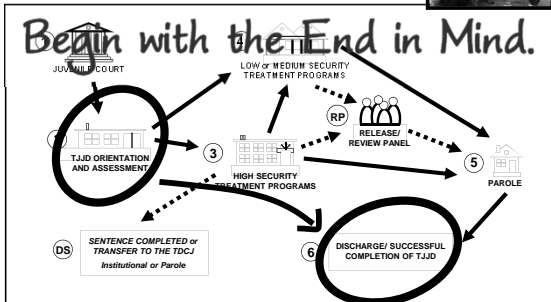 Begin with the End in Mind.
JUVENILE COURT
4
LOW or MEDIUM SECURITY
TREATMENT PROGRAMS
RP
RELEASE/
REVIEW PANEL
TJJD ORIENTATION
AND ASSESSMENT
3
HIGH SECURITY
TREATMENT PROGRAMS
5
PAROLE
DS
SENTENCE COMPLETED or
TRANSFER TO THE TDCJ
Institutional or Parole
6
DISCHARGE/ SUCCESSFUL
COMPLETION OF TJJD